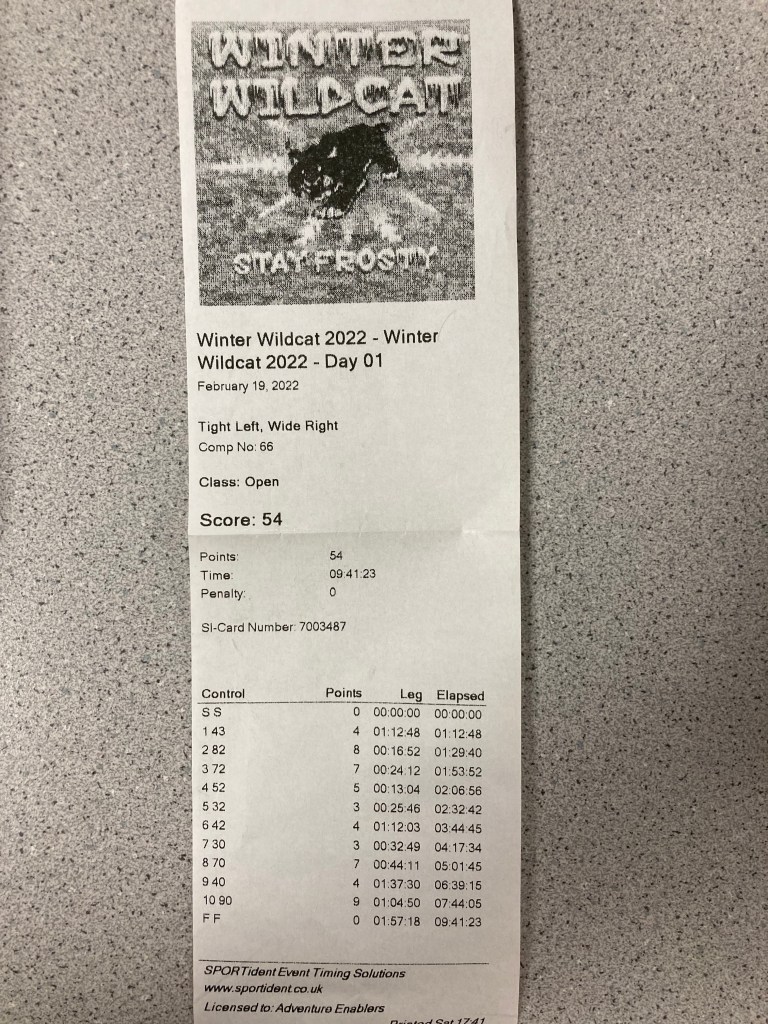 WINTER
WILDCAT
STAY FROSTY
Winter Wildcat 2022 - Winter
Wildcat 2022 - Day 01
February 19, 2022
Tight Left, Wide Right
Comp No: 66
Class: Open
Score: 54
Points: 54
Time: 09:41:23
Penalty: 0
SI-Card Number: 7003487
Control Points Leg Elapsed
S S 0 00:00:00 00:00:00
1 43 4 01:12:48 01:12:48
2 82 8 00:16:52 01:29:40
3 72 7 00:24:12 01:53:52
4 52 5 00:13:04 02:06:56
5 32 3 00:25:46 02:32:42
6 42 4 01:12:03 03:44:45
7 30 3 00:32:49 04:17:34
8 70 7 00:44:11 05:01:45
9 40 4 01:37:30 06:39:15
10 90 9 01:04:50 07:44:05
F F 0 01:57:18 09:41:23
SPORTident Event Timing Solutions
www.sportident.co.uk
Licensed to: Adventure Enablers
Printed Sat 17:41